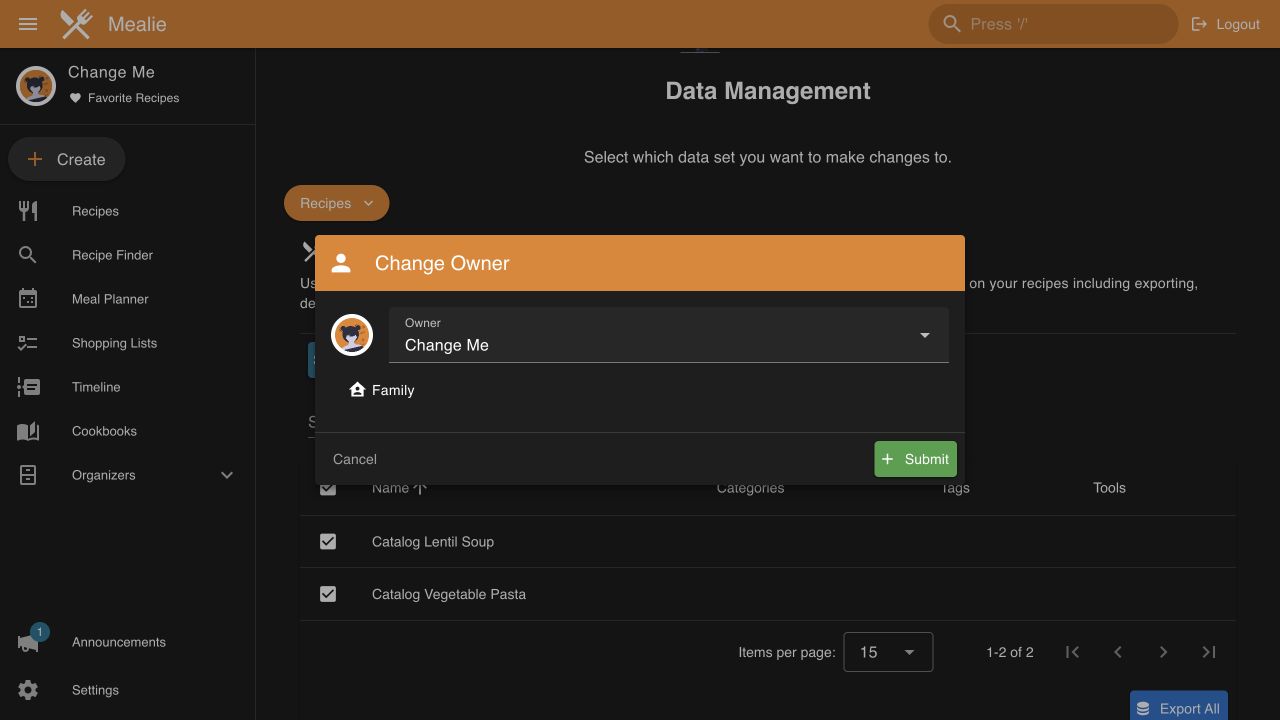 Mealie
Press '/'
Logout
Change Me
Favorite Recipes
Create
Recipes
Recipe Finder
Meal Planner
Shopping Lists
Timeline
Cookbooks
Organizers
1
Announcements
Settings
Data Management
Select which data set you want to make changes to.
Recipes
on your recipes including exporting,
Change Owner
Owner
Change Me
Family
Cancel
Submit
Name Categories Tags Tools
Catalog Lentil Soup
Catalog Vegetable Pasta
Items per page: 15 1-2 of 2
Export All